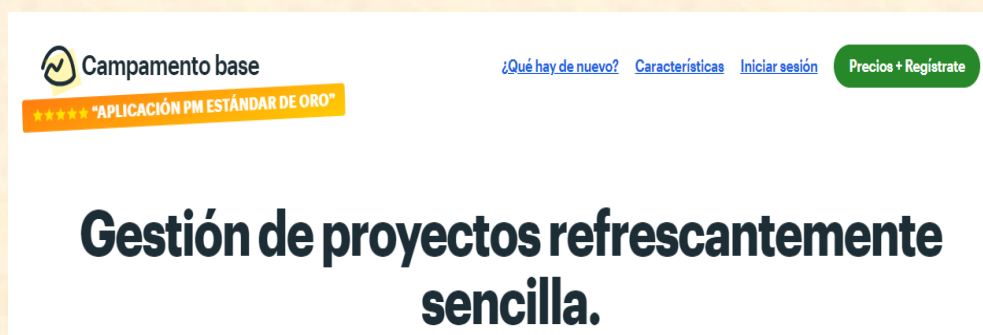 Campamento base
¿Qué hay de nuevo? Características Iniciar sesión Precios + Regístrate
"APLICACIÓN PM ESTÁNDAR DE ORO"
Gestión de proyectos refrescantemente
sencilla.